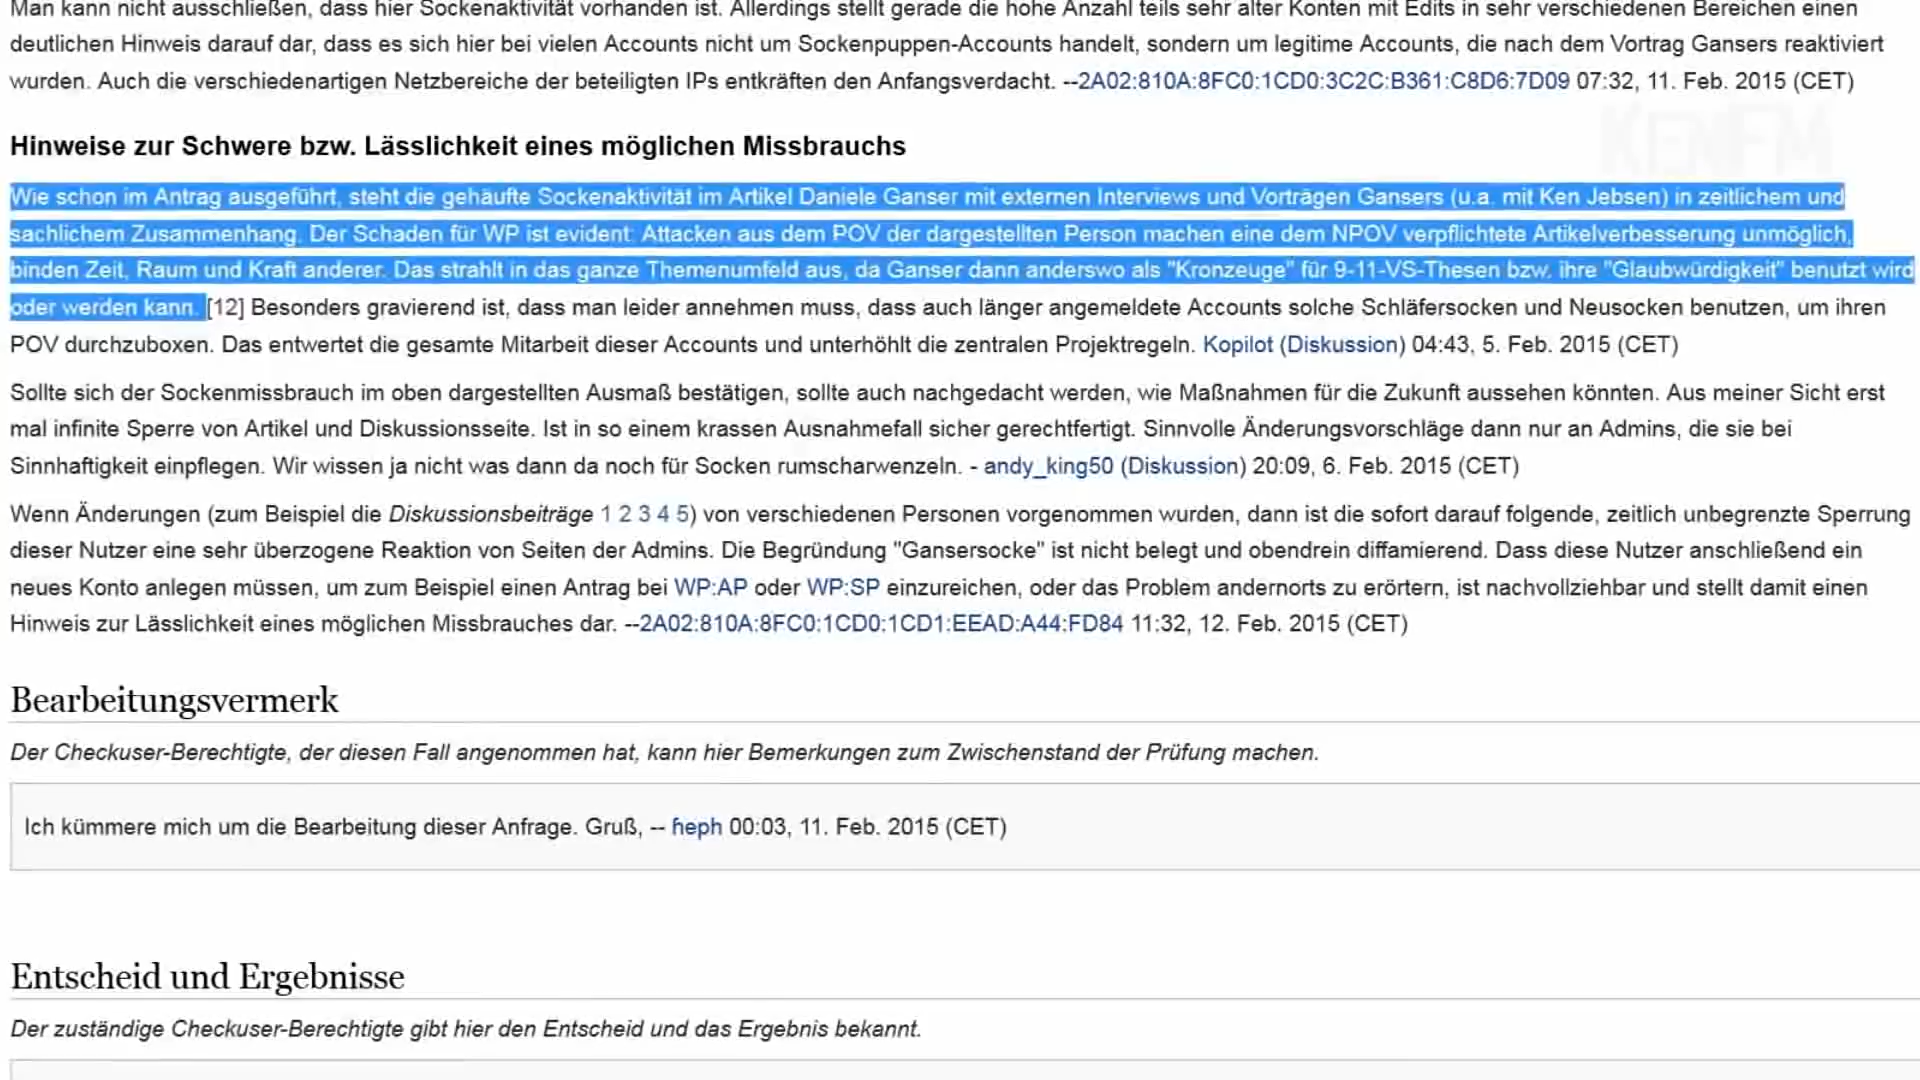 Man kann nicht ausschließen, dass hier Sockenaktivität vorhanden ist. Allerdings stellt gerade die hohe Anzahl teils sehr alter Konten mit Edits in sehr verschiedenen Bereichen einen
deutlichen Hinweis darauf dar, dass es sich hier bei vielen Accounts nicht um Sockenpuppen-Accounts handelt, sondern um legitime Accounts, die nach dem Vortrag Gansers reaktiviert
wurden. Auch die verschiedenartigen Netzbereiche der beteiligten IPs entkräften den Anfangsverdacht. --2A02:810A:8FC0:1CD0:3C2C:B361:C8D6:7D09 07:32, 11. Feb. 2015 (CET)
KENFM
Hinweise zur Schwere bzw. Lässlichkeit eines möglichen Missbrauchs
Wie schon im Antrag ausgeführt, steht die gehäufte Sockenaktivität im Artikel Daniele Ganser mit externen Interviews und Vorträgen Gansers (u.a. mit Ken Jebsen) in zeitlichem und
sachlichem Zusammenhang. Der Schaden für WP ist evident: Attacken aus dem POV der dargestellten Person machen eine dem NPOV verpflichtete Artikelverbesserung unmöglich,
binden Zeit, Raum und Kraft anderer. Das strahlt in das ganze Themenumfeld aus, da Ganser dann anderswo als "Kronzeuge" für 9-11-VS-Thesen bzw. ihre "Glaubwürdigkeit" benutzt wird
oder werden kann. [12] Besonders gravierend ist, dass man leider annehmen muss, dass auch länger angemeldete Accounts solche Schläfersocken und Neusocken benutzen, um ihren
POV durchzuboxen. Das entwertet die gesamte Mitarbeit dieser Accounts und unterhöhlt die zentralen Projektregeln. Kopilot (Diskussion) 04:43, 5. Feb. 2015 (CET)
Sollte sich der Sockenmissbrauch im oben dargestellten Ausmaß bestätigen, sollte auch nachgedacht werden, wie Maßnahmen für die Zukunft aussehen könnten. Aus meiner Sicht erst
mal infinite Sperre von Artikel und Diskussionsseite. Ist in so einem krassen Ausnahmefall sicher gerechtfertigt. Sinnvolle Änderungsvorschläge dann nur an Admins, die sie bei
Sinnhaftigkeit einpflegen. Wir wissen ja nicht was dann da noch für Socken rumscharwenzeln. - andy_king50 (Diskussion) 20:09, 6. Feb. 2015 (CET)
Wenn Änderungen (zum Beispiel die Diskussionsbeiträge 1 2 3 4 5) von verschiedenen Personen vorgenommen wurden, dann ist die sofort darauf folgende, zeitlich unbegrenzte Sperrung
dieser Nutzer eine sehr überzogene Reaktion von Seiten der Admins. Die Begründung "Gansersocke" ist nicht belegt und obendrein diffamierend. Dass diese Nutzer anschließend ein
neues Konto anlegen müssen, um zum Beispiel einen Antrag bei WP:AP oder WP:SP einzureichen, oder das Problem andernorts zu erörtern, ist nachvollziehbar und stellt damit einen
Hinweis zur Lässlichkeit eines möglichen Missbrauches dar. --2A02:810A:8FC0:1CD0:1CD1:EEAD:A44:FD84 11:32, 12. Feb. 2015 (CET)
Bearbeitungsvermerk
Der Checkuser-Berechtigte, der diesen Fall angenommen hat, kann hier Bemerkungen zum Zwischenstand der Prüfung machen.
Ich kümmere mich um die Bearbeitung dieser Anfrage. Gruß, -- ɦeph 00:03, 11. Feb. 2015 (CET)
Entscheid und Ergebnisse
Der zuständige Checkuser-Berechtigte gibt hier den Entscheid und das Ergebnis bekannt.